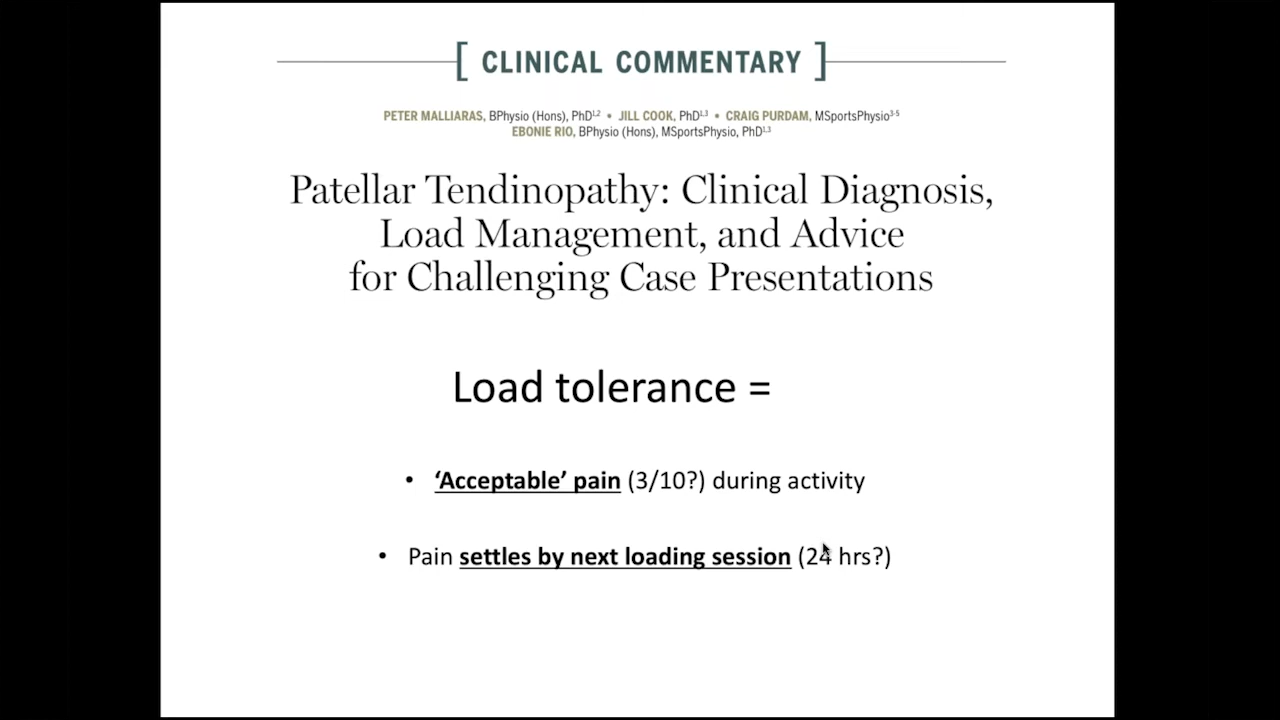 [ CLINICAL COMMENTARY ]
PETER MALLIARAS, BPhysio (Hons), PhD1,2 • JILL COOK, PhD1,3 • CRAIG PURDAM, MSportsPhysio3-5
EBONIE RIO, BPhysio (Hons), MSportsPhysio, PhD1,3
Patellar Tendinopathy: Clinical Diagnosis,
Load Management, and Advice
for Challenging Case Presentations
Load tolerance =
• ‘Acceptable’ pain (3/10?) during activity
• Pain settles by next loading session (24 hrs?)